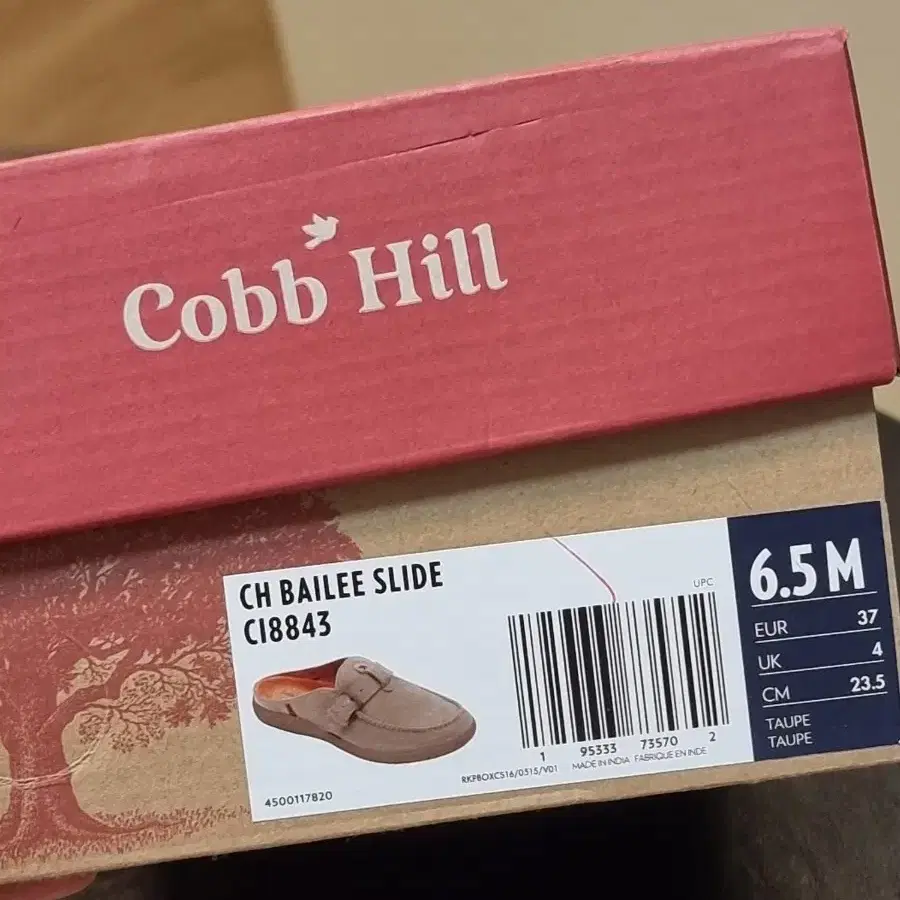 Cobb Hill
CH BAILEE SLIDE
CI8843
UPC
1 95333 73570 2
RKPBOXCS16/0315/V01 MADE IN INDIA FABRIQUE EN INDE
4500117820
6.5 M
EUR 37
UK 4
CM 23.5
TAUPE
TAUPE